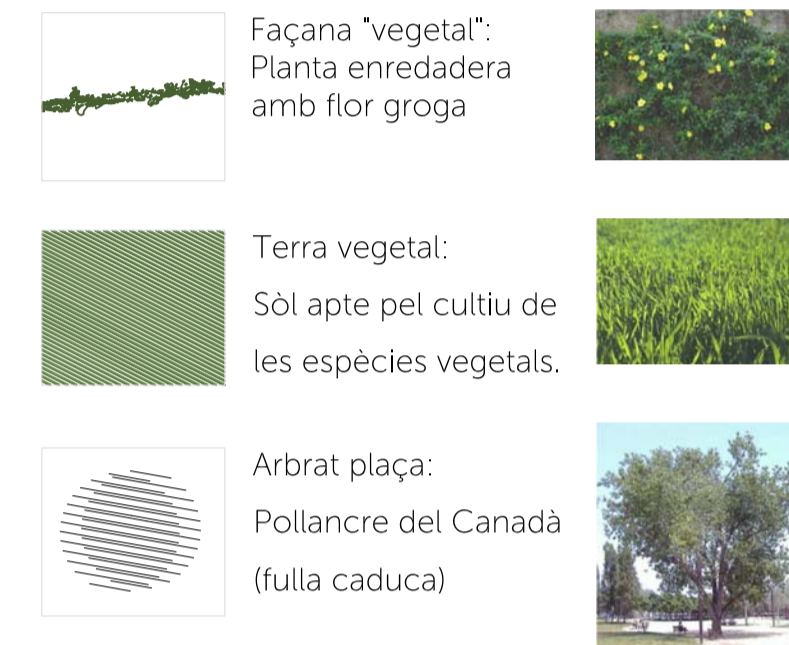 Façana "vegetal":
Planta enredadera
amb flor groga
Terra vegetal:
Sòl apte pel cultiu de
les espècies vegetals.
Arbrat plaça:
Pollancre del Canadà
(fulla caduca)